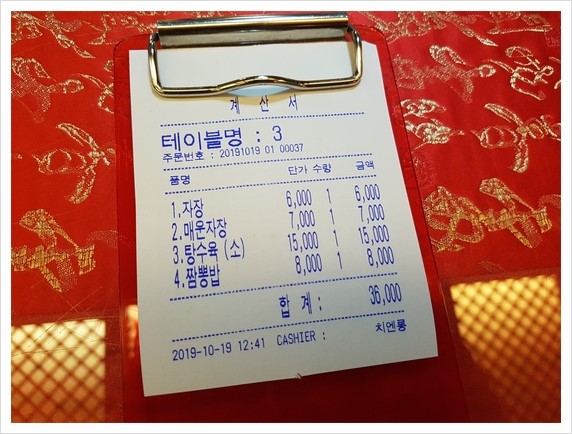 계 산 서
테이블명 : 3
주문번호 : 20191019 01 00037
품명 단가 수량 금액
1.자장 6,000 1 6,000
2.매운자장 7,000 1 7,000
3.탕수육 (소) 15,000 1 15,000
4.짬뽕밥 8,000 1 8,000
합 계 : 36,000
2019-10-19 12:41 CASHIER : 치엔롱